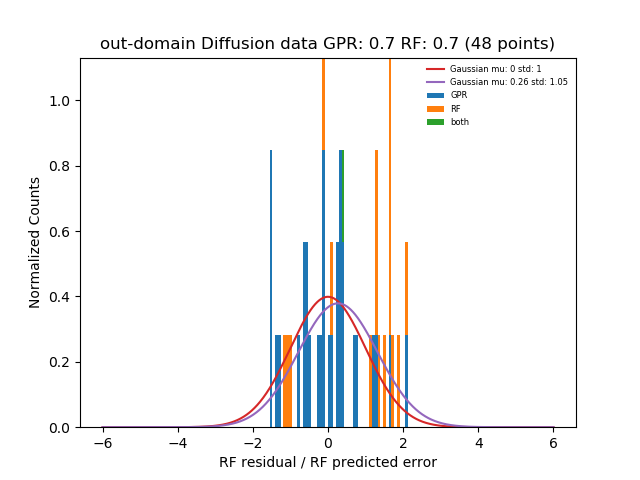 out-domain Diffusion data GPR: 0.7 RF: 0.7 (48 points)
Gaussian mu: 0 std: 1
Gaussian mu: 0.26 std: 1.05
GPR
RF
both
Normalized Counts
1.0
0.8
0.6
0.4
0.2
0.0
−6 −4 −2 0 2 4 6
RF residual / RF predicted error